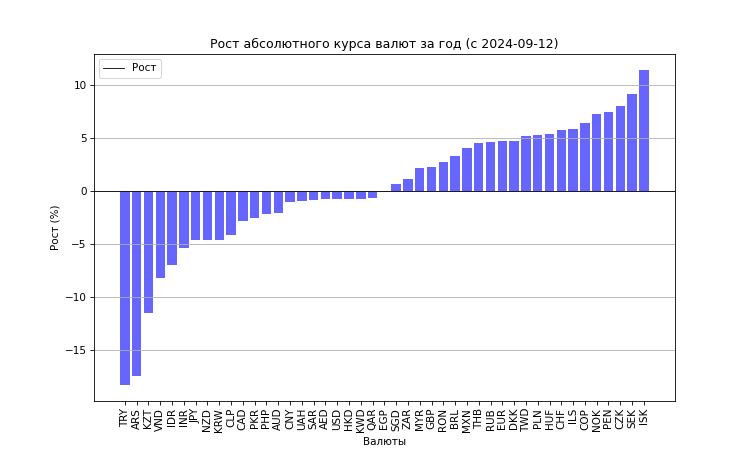 Рост абсолютного курса валют за год (с 2024-09-12)
Рост
10
5
0
−5
−10
−15
Рост (%)
TRY ARS KZT VND IDR INR JPY NZD KRW CLP CAD PKR PHP AUD CNY UAH SAR AED USD HKD KWD QAR EGP SGD ZAR MYR GBP RON BRL MXN THB RUB EUR DKK TWD PLN HUF CHF ILS COP NOK PEN CZK SEK ISK
Валюты